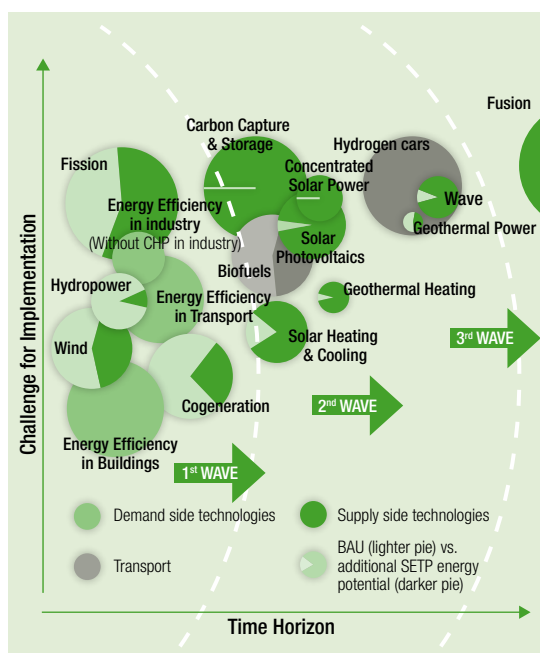 Fusion
Carbon Capture
& Storage
Hydrogen cars
Fission
Concentrated
Solar Power
Energy Efficiency
in industry
(Without CHP in industry)
Wave
Geothermal Power
Solar
Photovoltaics
Biofuels
Hydropower
Energy Efficiency
in Transport
Geothermal Heating
Wind
Solar Heating
& Cooling
3rd WAVE
Cogeneration
2nd WAVE
Energy Efficiency
in Buildings
1st WAVE
Challenge for Implementation
Demand side technologies
Supply side technologies
Transport
BAU (lighter pie) vs.
additional SETP energy
potential (darker pie)
Time Horizon